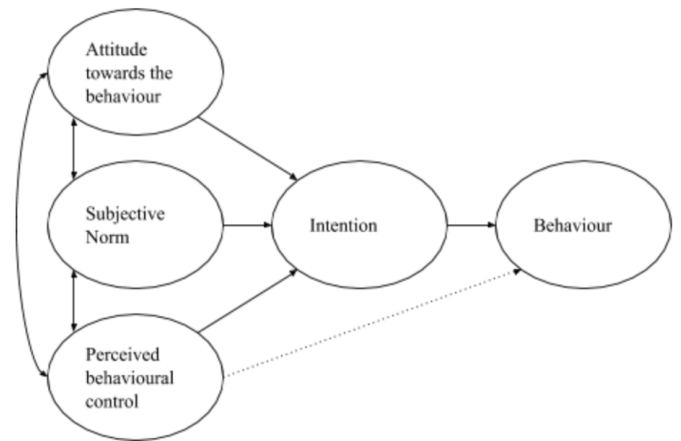 Attitude
towards the
behaviour
Subjective
Norm
Intention
Behaviour
Perceived
behavioural
control